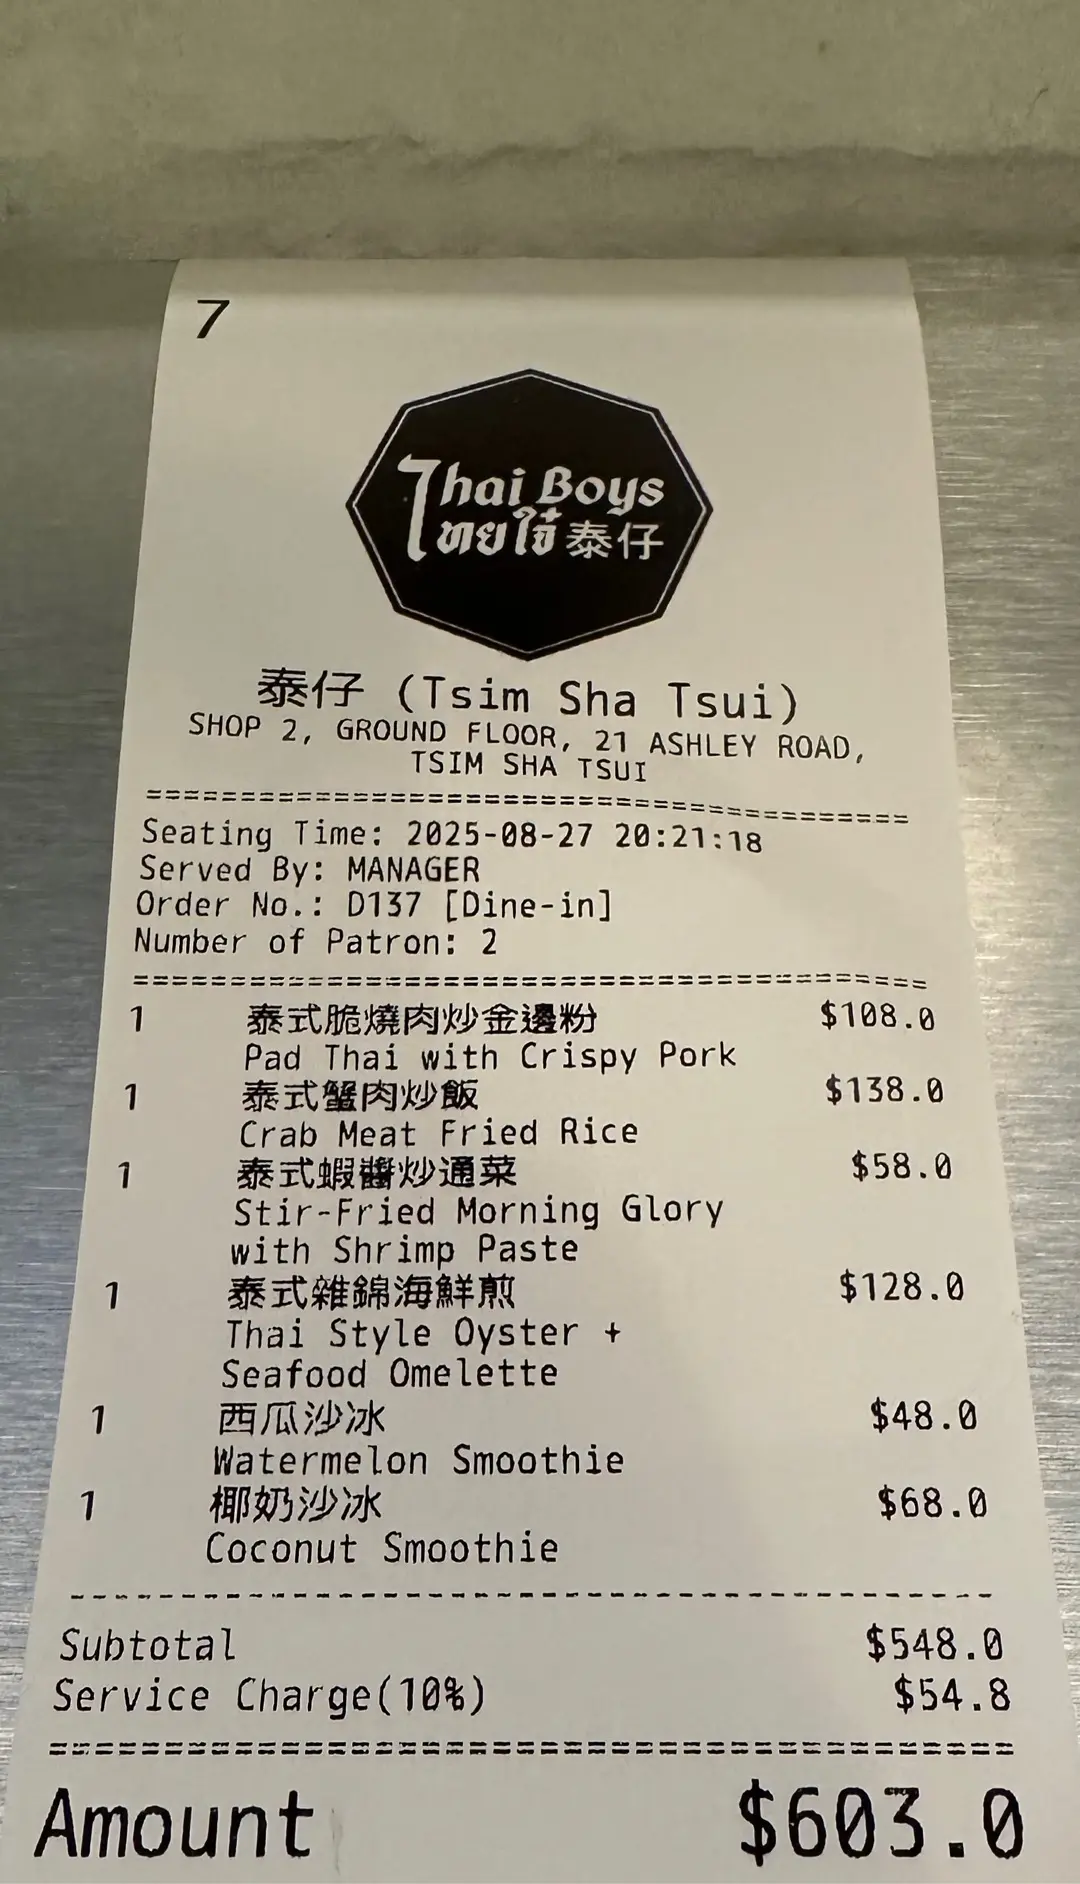 7
Thai Boys
ไทยใจ๋ 泰仔
泰仔 (Tsim Sha Tsui)
SHOP 2, GROUND FLOOR, 21 ASHLEY ROAD,
TSIM SHA TSUI
Seating Time: 2025-08-27 20:21:18
Served By: MANAGER
Order No.: D137 [Dine-in]
Number of Patron: 2
1 泰式脆燒肉炒金邊粉 $108.0
Pad Thai with Crispy Pork
1 泰式蟹肉炒飯 $138.0
Crab Meat Fried Rice
1 泰式蝦醬炒通菜 $58.0
Stir-Fried Morning Glory
with Shrimp Paste
1 泰式雜錦海鮮煎 $128.0
Thai Style Oyster +
Seafood Omelette
1 西瓜沙冰 $48.0
Watermelon Smoothie
1 椰奶沙冰 $68.0
Coconut Smoothie
Subtotal $548.0
Service Charge(10%) $54.8
Amount $603.0